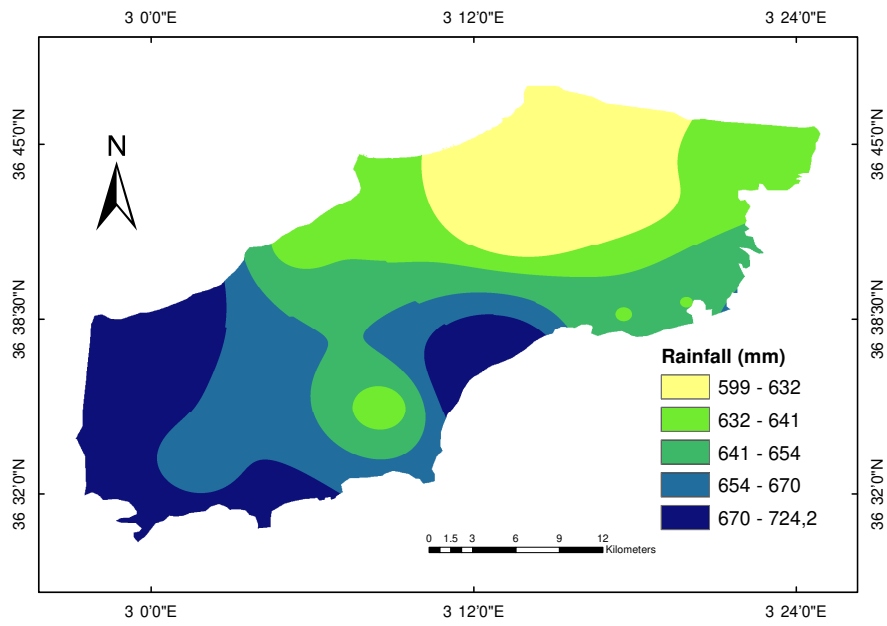 3 0'0"E 3 12'0"E 3 24'0"E
36 45'0"N 36 45'0"N
N
36 38'30"N 36 38'30"N
Rainfall (mm)
599 - 632
632 - 641
641 - 654
654 - 670
670 - 724,2
36 32'0"N 36 32'0"N
0 1.5 3 6 9 12
Kilometers
3 0'0"E 3 12'0"E 3 24'0"E